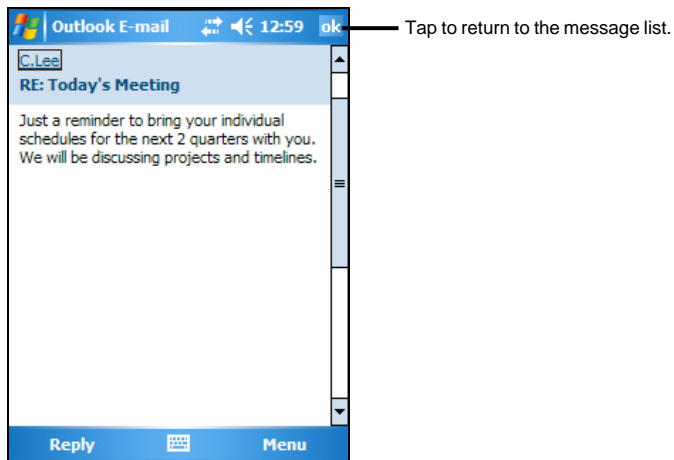 Outlook E-mail 12:59 ok
Tap to return to the message list.
C.Lee
RE: Today's Meeting
Just a reminder to bring your individual
schedules for the next 2 quarters with you.
We will be discussing projects and timelines.
Reply Menu